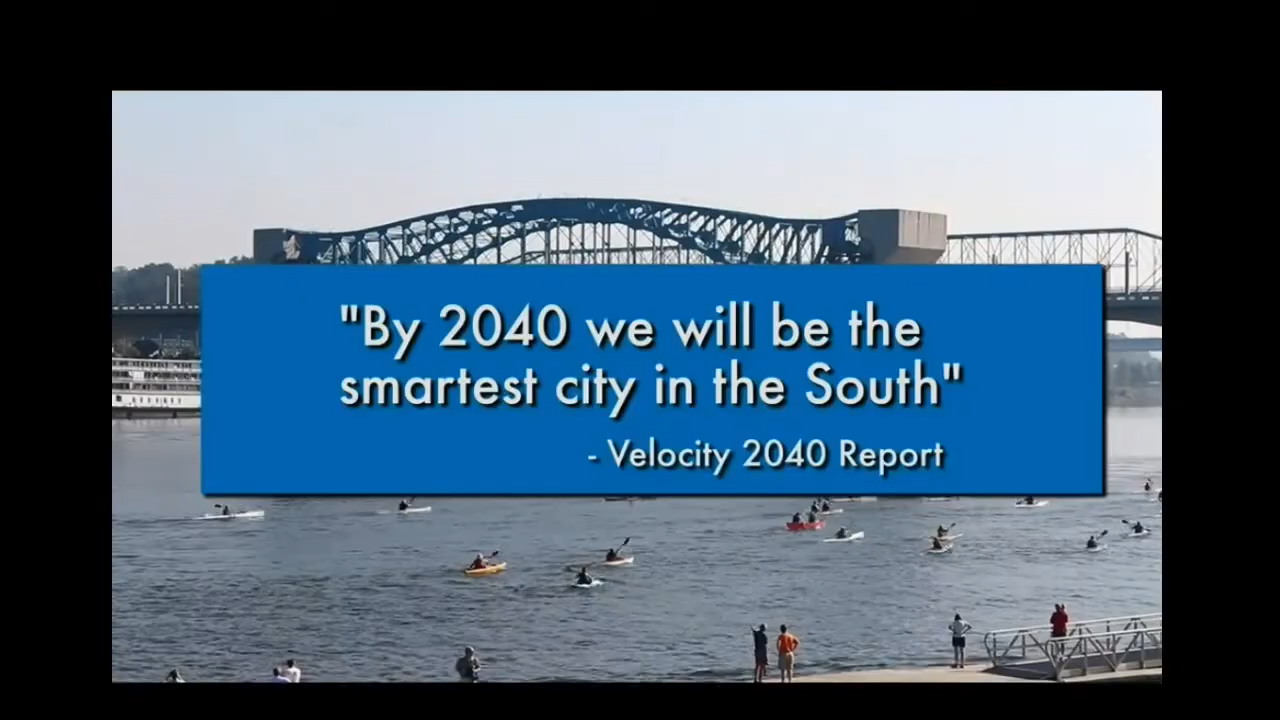 "By 2040 we will be the
smartest city in the South"
- Velocity 2040 Report